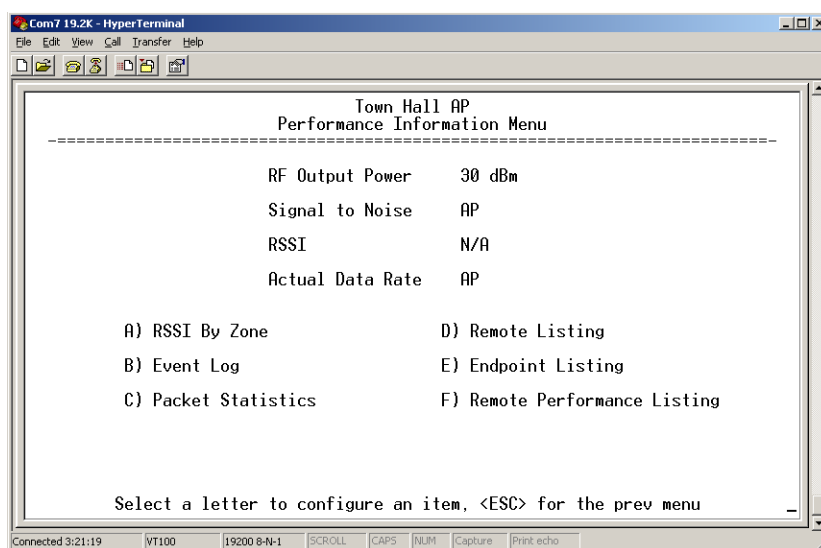 Com7 19.2K - HyperTerminal
File Edit View Call Transfer Help
Town Hall AP
Performance Information Menu
-==========================================================================-
RF Output Power 30 dBm
Signal to Noise AP
RSSI N/A
Actual Data Rate AP
A) RSSI By Zone D) Remote Listing
B) Event Log E) Endpoint Listing
C) Packet Statistics F) Remote Performance Listing
Select a letter to configure an item, <ESC> for the prev menu _
Connected 3:21:19 VT100 19200 8-N-1 SCROLL CAPS NUM Capture Print echo